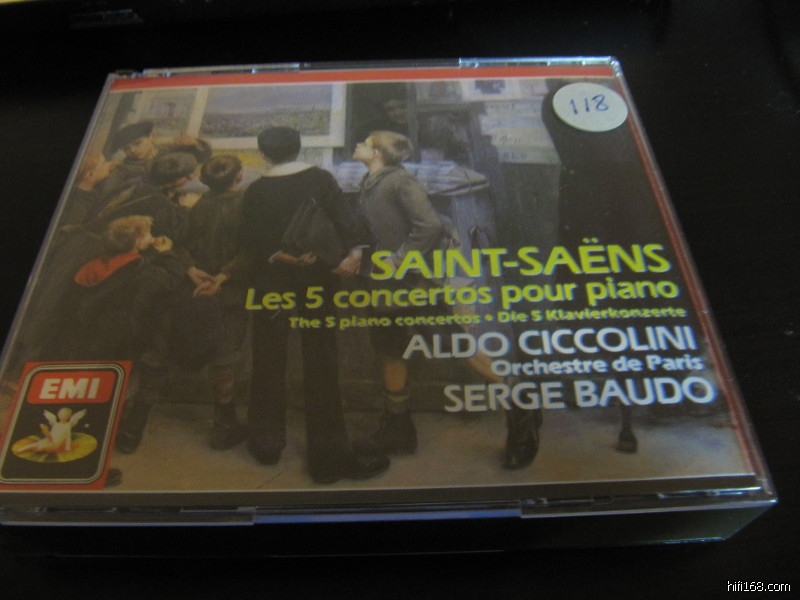 118
SAINT-SAËNS
Les 5 concertos pour piano
The 5 piano concertos • Die 5 Klavierkonzerte
ALDO CICCOLINI
Orchestre de Paris
SERGE BAUDO
EMI
hifi168.com